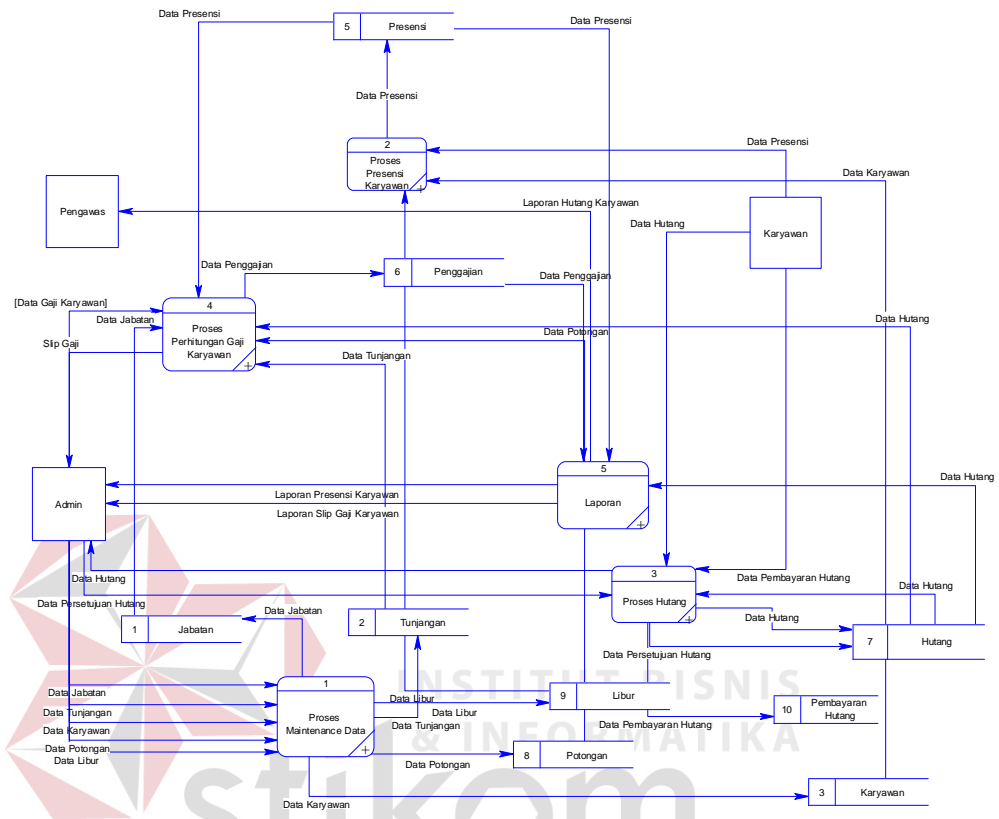 Data Presensi
5 Presensi
Data Presensi
Data Presensi
2
Proses
Presensi
Karyawan
Data Presensi
Data Karyawan
Pengawas
Laporan Hutang Karyawan
Data Hutang
Karyawan
Data Penggajian
6 Penggajian
Data Penggajian
[Data Gaji Karyawan]
4
Proses
Perhitungan Gaji
Karyawan
Data Jabatan
Slip Gaji
Data Hutang
Data Potongan
Data Tunjangan
Admin
5
Laporan
Laporan Presensi Karyawan
Laporan Slip Gaji Karyawan
Data Hutang
Data Hutang
Data Persetujuan Hutang
3
Proses Hutang
Data Pembayaran Hutang
Data Hutang
Data Hutang
1 Jabatan
Data Jabatan
2 Tunjangan
Data Persetujuan Hutang
7 Hutang
INSTITUT BISNIS
& INFORMATIKA
stikom
Data Jabatan
Data Tunjangan
Data Karyawan
Data Potongan
Data Libur
1
Proses
Maintenance Data
Data Libur
Data Libur
Data Tunjangan
9 Libur
Data Pembayaran Hutang
10 Pembayaran
Hutang
Data Potongan
8 Potongan
Data Karyawan
3 Karyawan